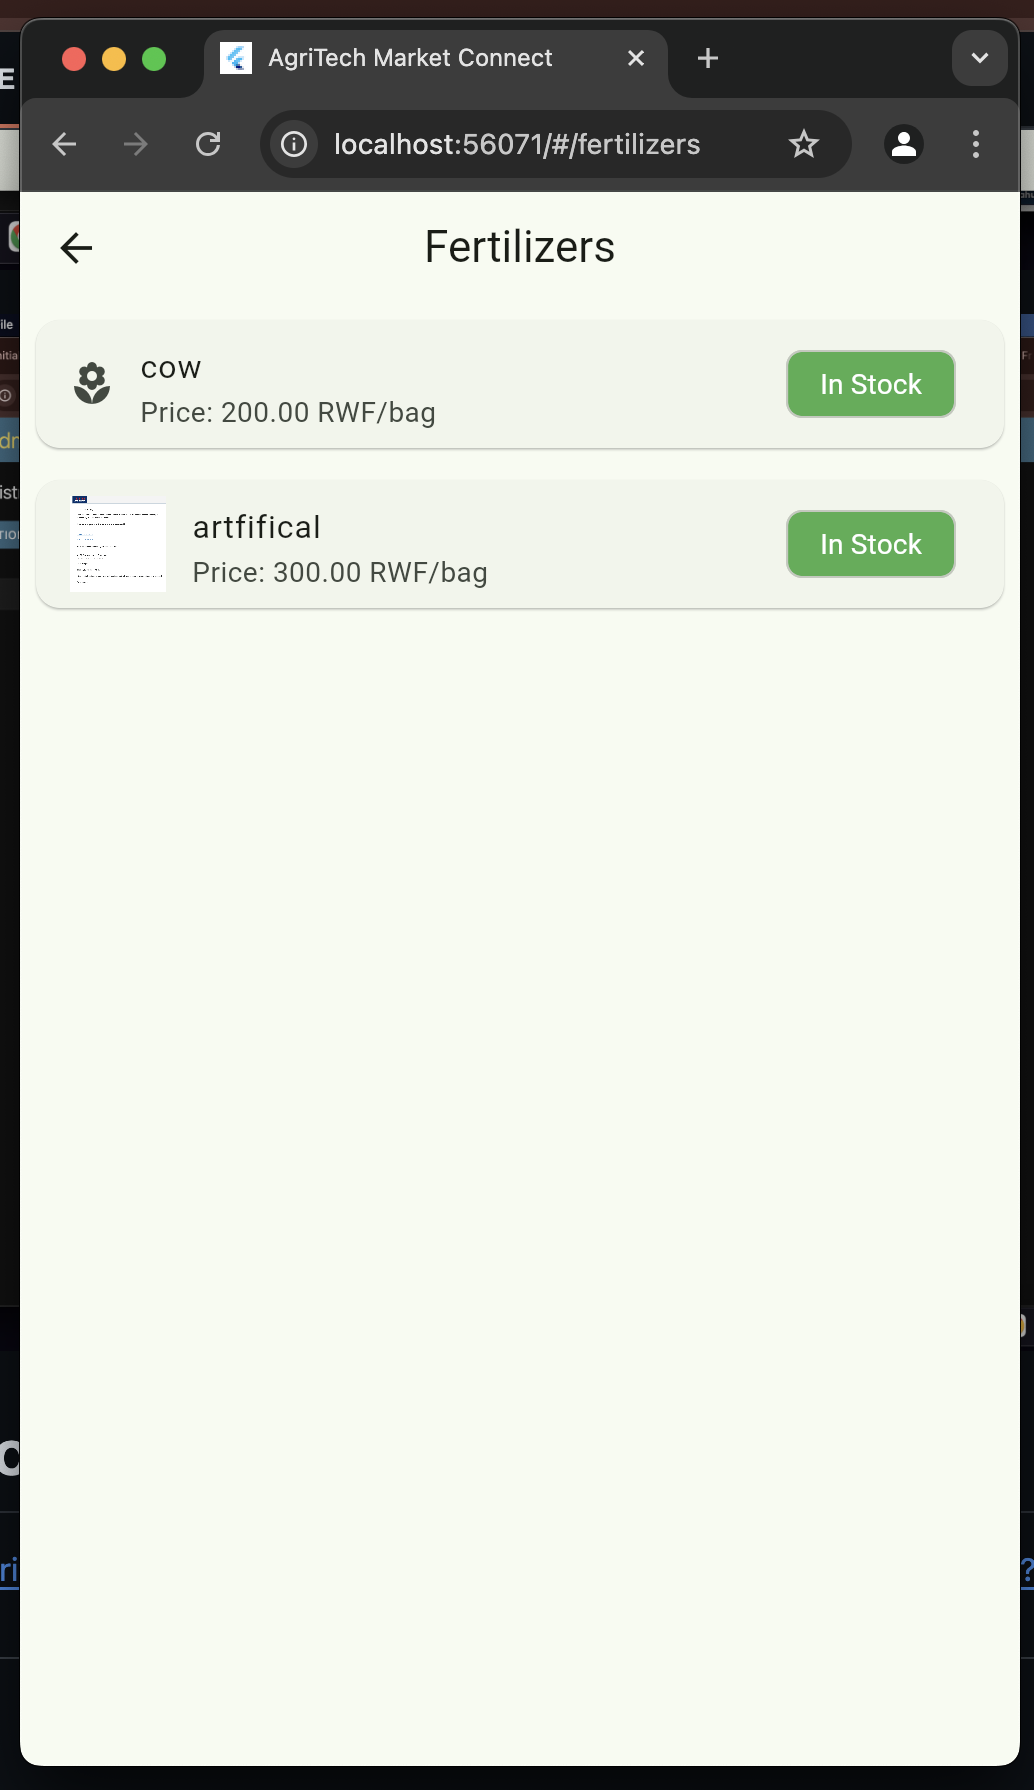 AgriTech Market Connect
localhost:56071/#/fertilizers
Fertilizers
cow
Price: 200.00 RWF/bag
In Stock
artfifical
Price: 300.00 RWF/bag
In Stock